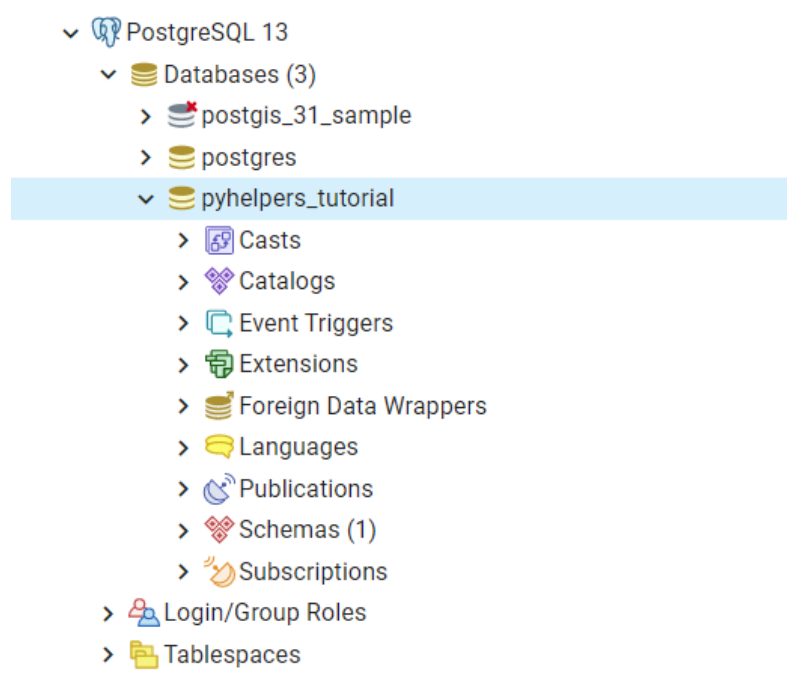 PostgreSQL 13
Databases (3)
postgis_31_sample
postgres
pyhelpers_tutorial
Casts
Catalogs
Event Triggers
Extensions
Foreign Data Wrappers
Languages
Publications
Schemas (1)
Subscriptions
Login/Group Roles
Tablespaces